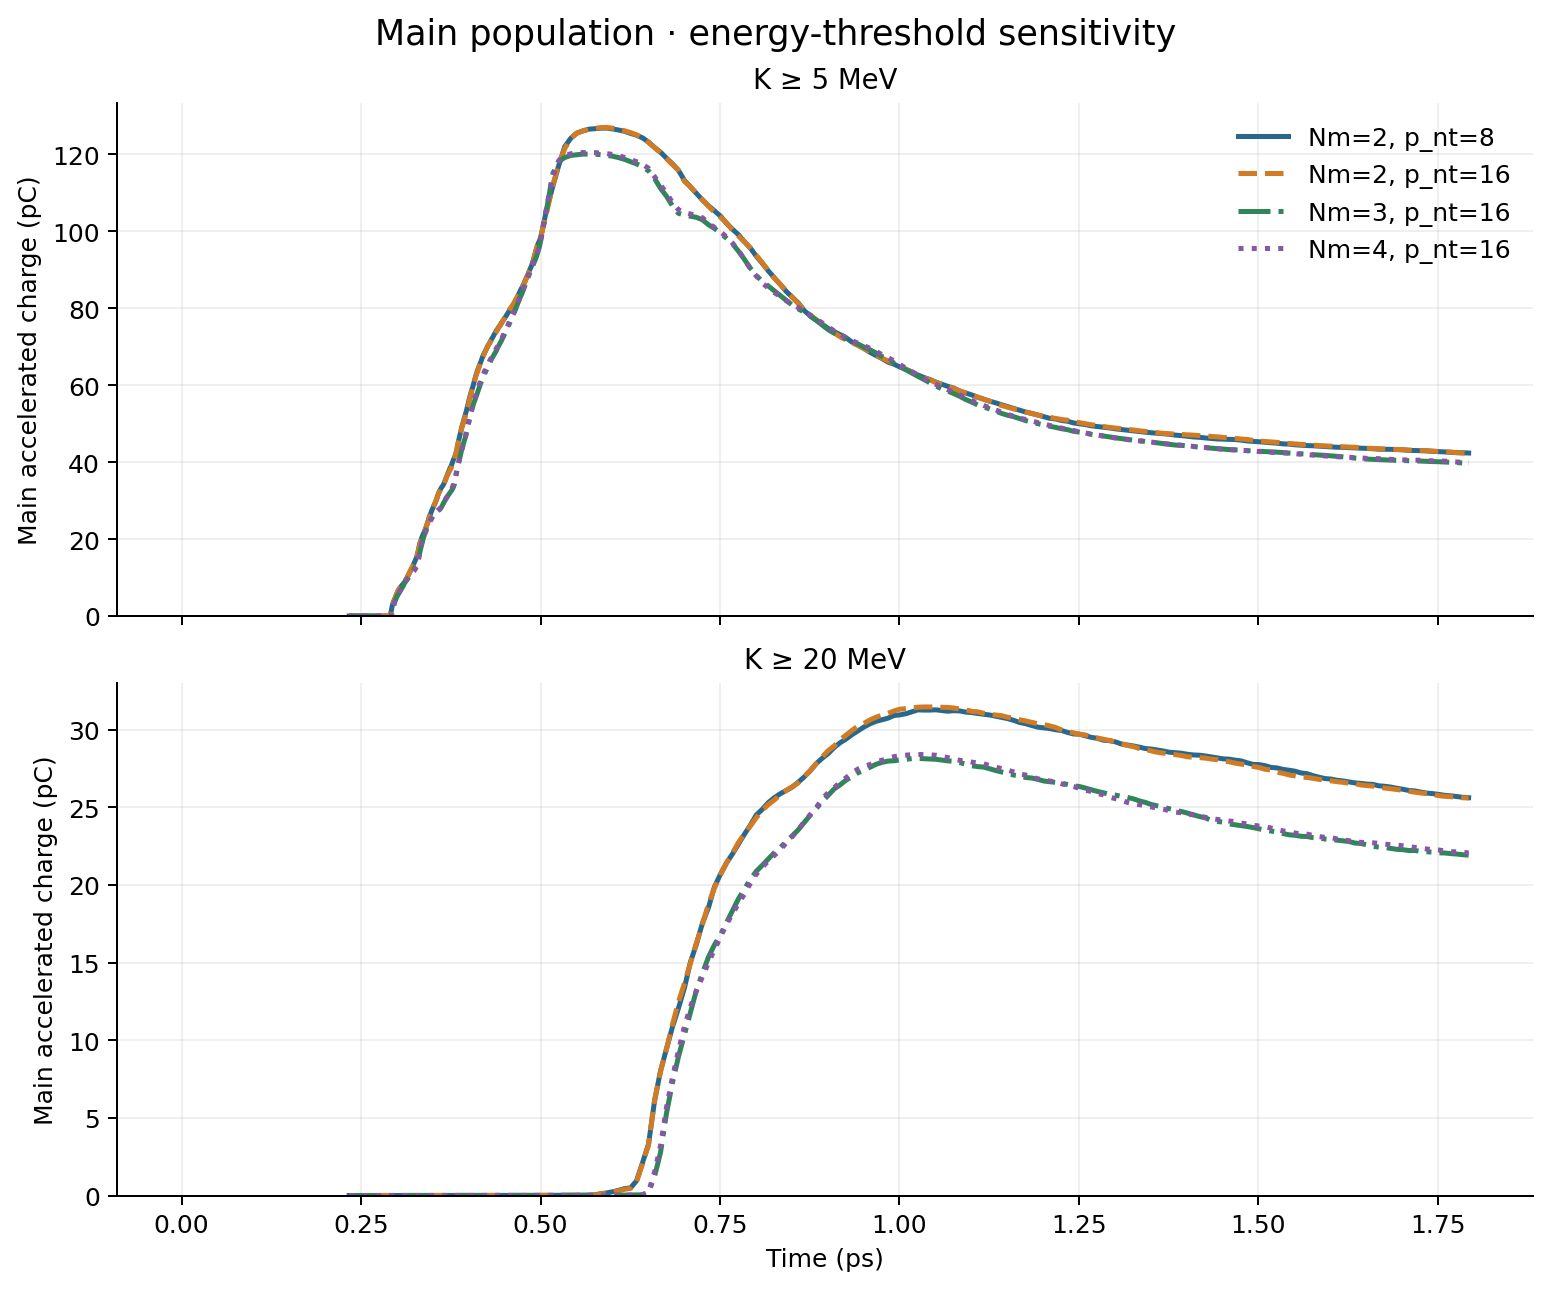 Main population · energy-threshold sensitivity
K ≥ 5 MeV
Main accelerated charge (pC)
120
100
80
60
40
20
0
Nm=2, p_nt=8
Nm=2, p_nt=16
Nm=3, p_nt=16
Nm=4, p_nt=16
K ≥ 20 MeV
Main accelerated charge (pC)
30
25
20
15
10
5
0
0.00 0.25 0.50 0.75 1.00 1.25 1.50 1.75
Time (ps)